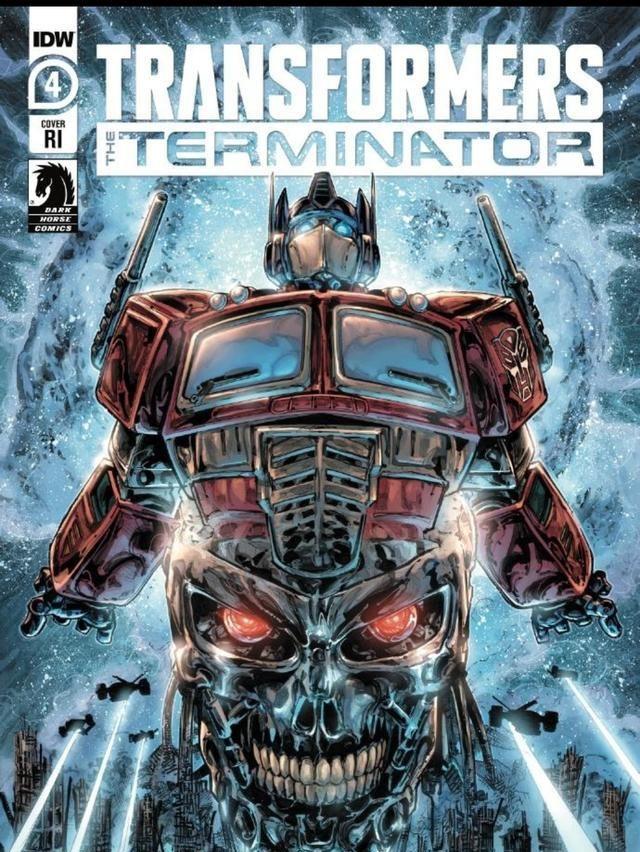 IDW
4
COVER
RI
DARK
HORSE
COMICS
TRANSFORMERS
THE TERMINATOR